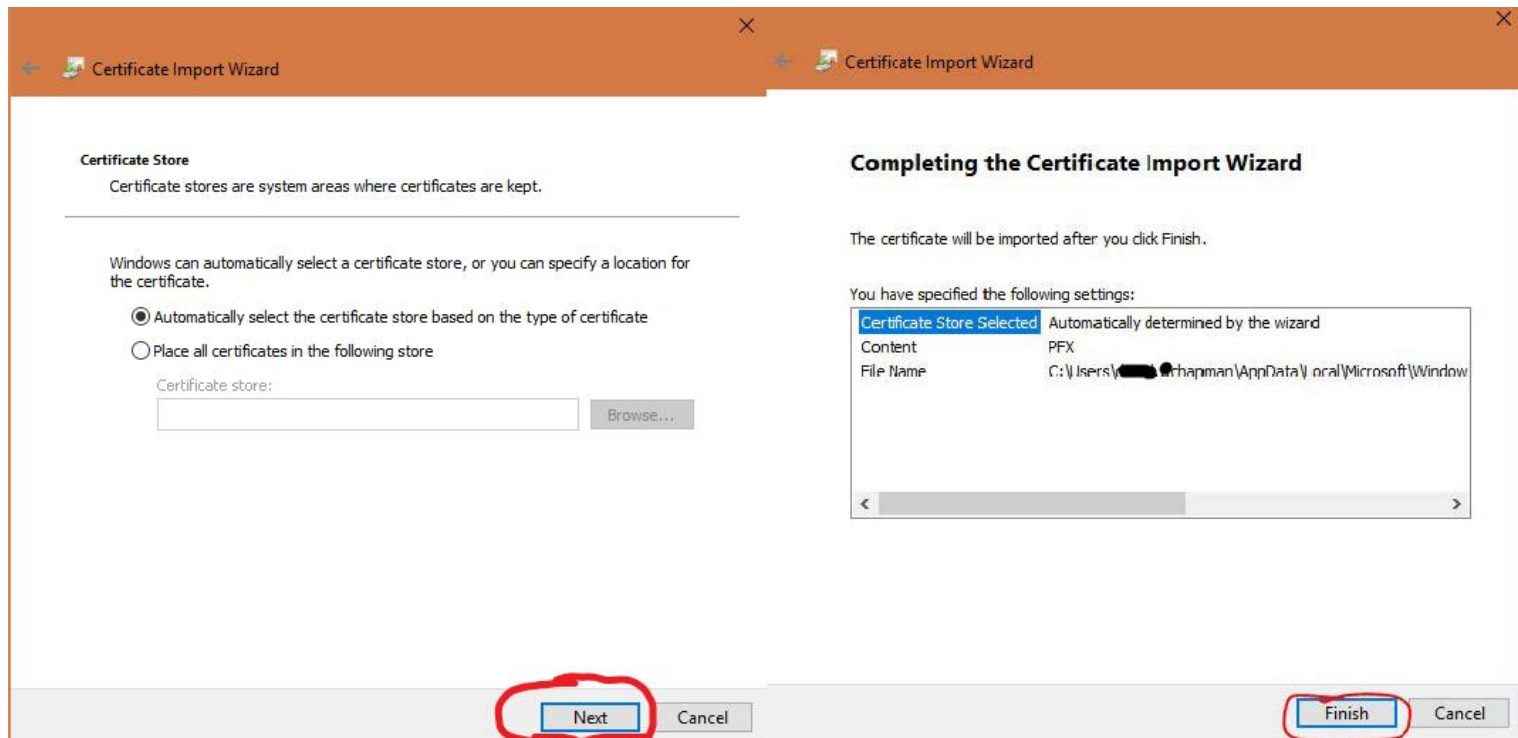 Certificate Import Wizard
Certificate Store
Certificate stores are system areas where certificates are kept.
Windows can automatically select a certificate store, or you can specify a location for
the certificate.
Automatically select the certificate store based on the type of certificate
Place all certificates in the following store
Certificate store:
Browse...
Next
Cancel
Certificate Import Wizard
Completing the Certificate Import Wizard
The certificate will be imported after you click Finish.
You have specified the following settings:
Certificate Store Selected Automatically determined by the wizard
Content PFX
File Name C:\Users\ chapman\AppData\Local\Microsoft\Window
Finish
Cancel